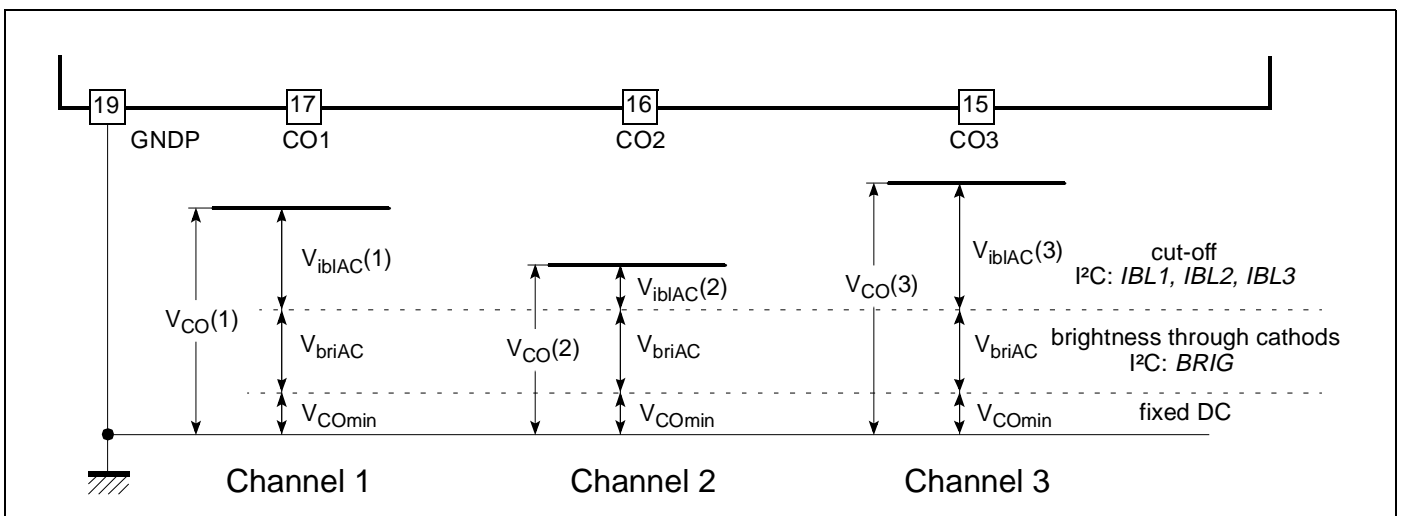 19 17 16 15
GNDP CO1 CO2 CO3
V_iblAC(1) V_iblAC(2) V_iblAC(3)
cut-off
I²C: IBL1, IBL2, IBL3
V_CO(1) V_CO(2) V_CO(3)
V_briAC V_briAC V_briAC
brightness through cathods
I²C: BRIG
V_COmin V_COmin V_COmin
fixed DC
Channel 1 Channel 2 Channel 3